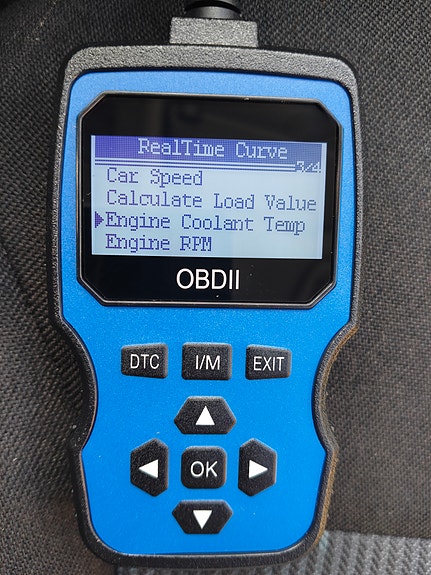 RealTime Curve
3/4
Car Speed
Calculate Load Value
Engine Coolant Temp
Engine RPM
OBDII
DTC I/M EXIT
OK